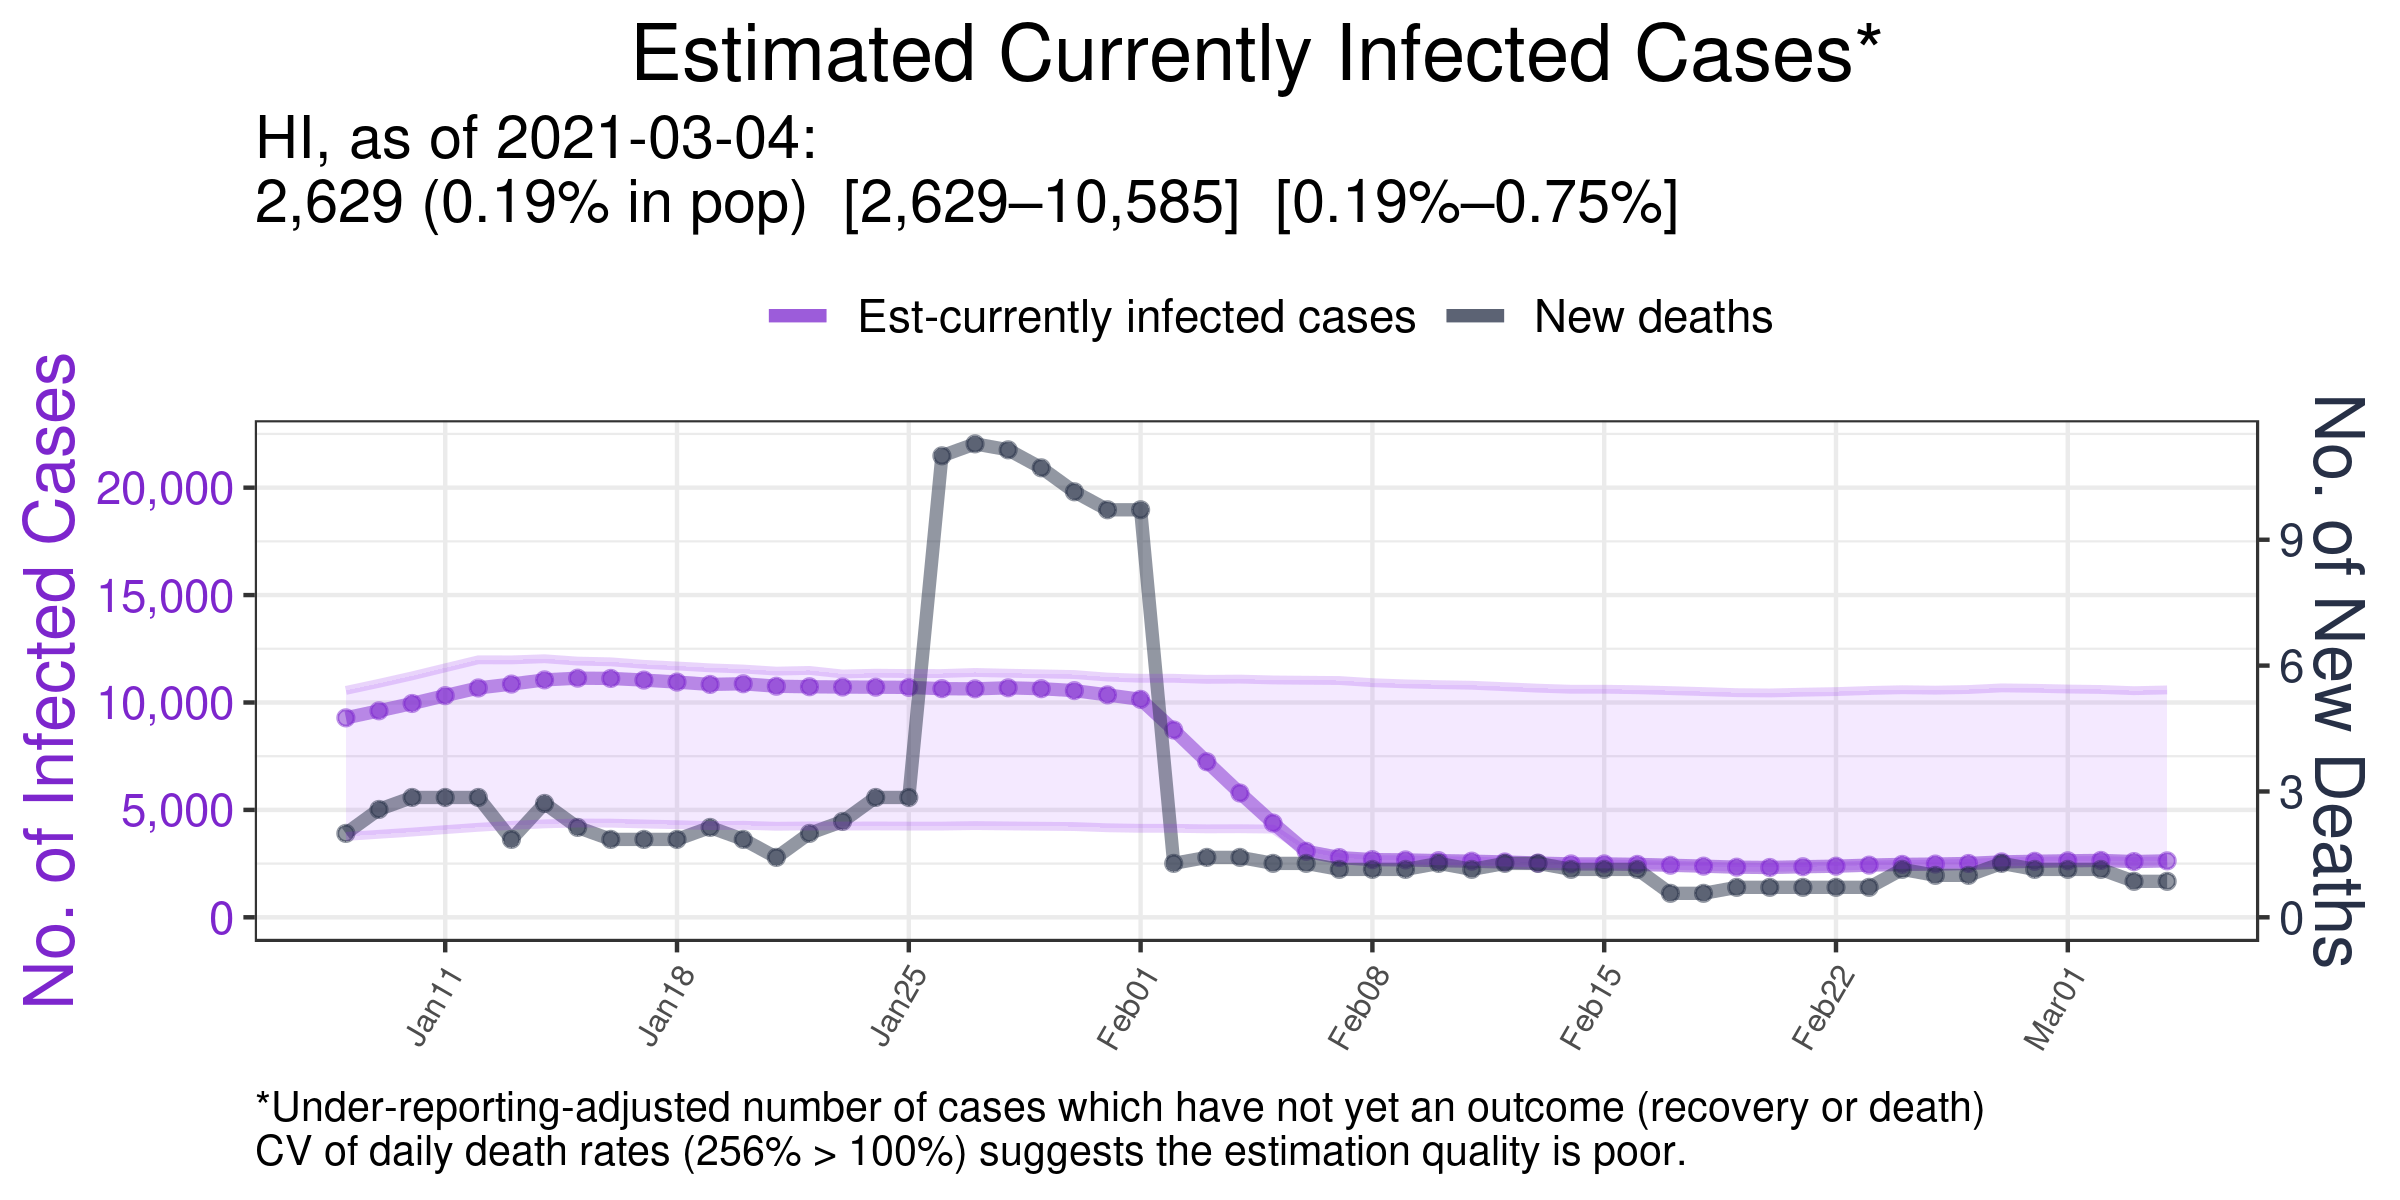 Estimated Currently Infected Cases*
HI, as of 2021-03-04:
2,629 (0.19% in pop)  [2,629–10,585]  [0.19%–0.75%]
Est-currently infected cases
New deaths
No. of Infected Cases
20,000
15,000
10,000
5,000
0
No. of New Deaths
9
6
3
0
Jan11
Jan18
Jan25
Feb01
Feb08
Feb15
Feb22
Mar01
*Under-reporting-adjusted number of cases which have not yet an outcome (recovery or death)
CV of daily death rates (256% > 100%) suggests the estimation quality is poor.